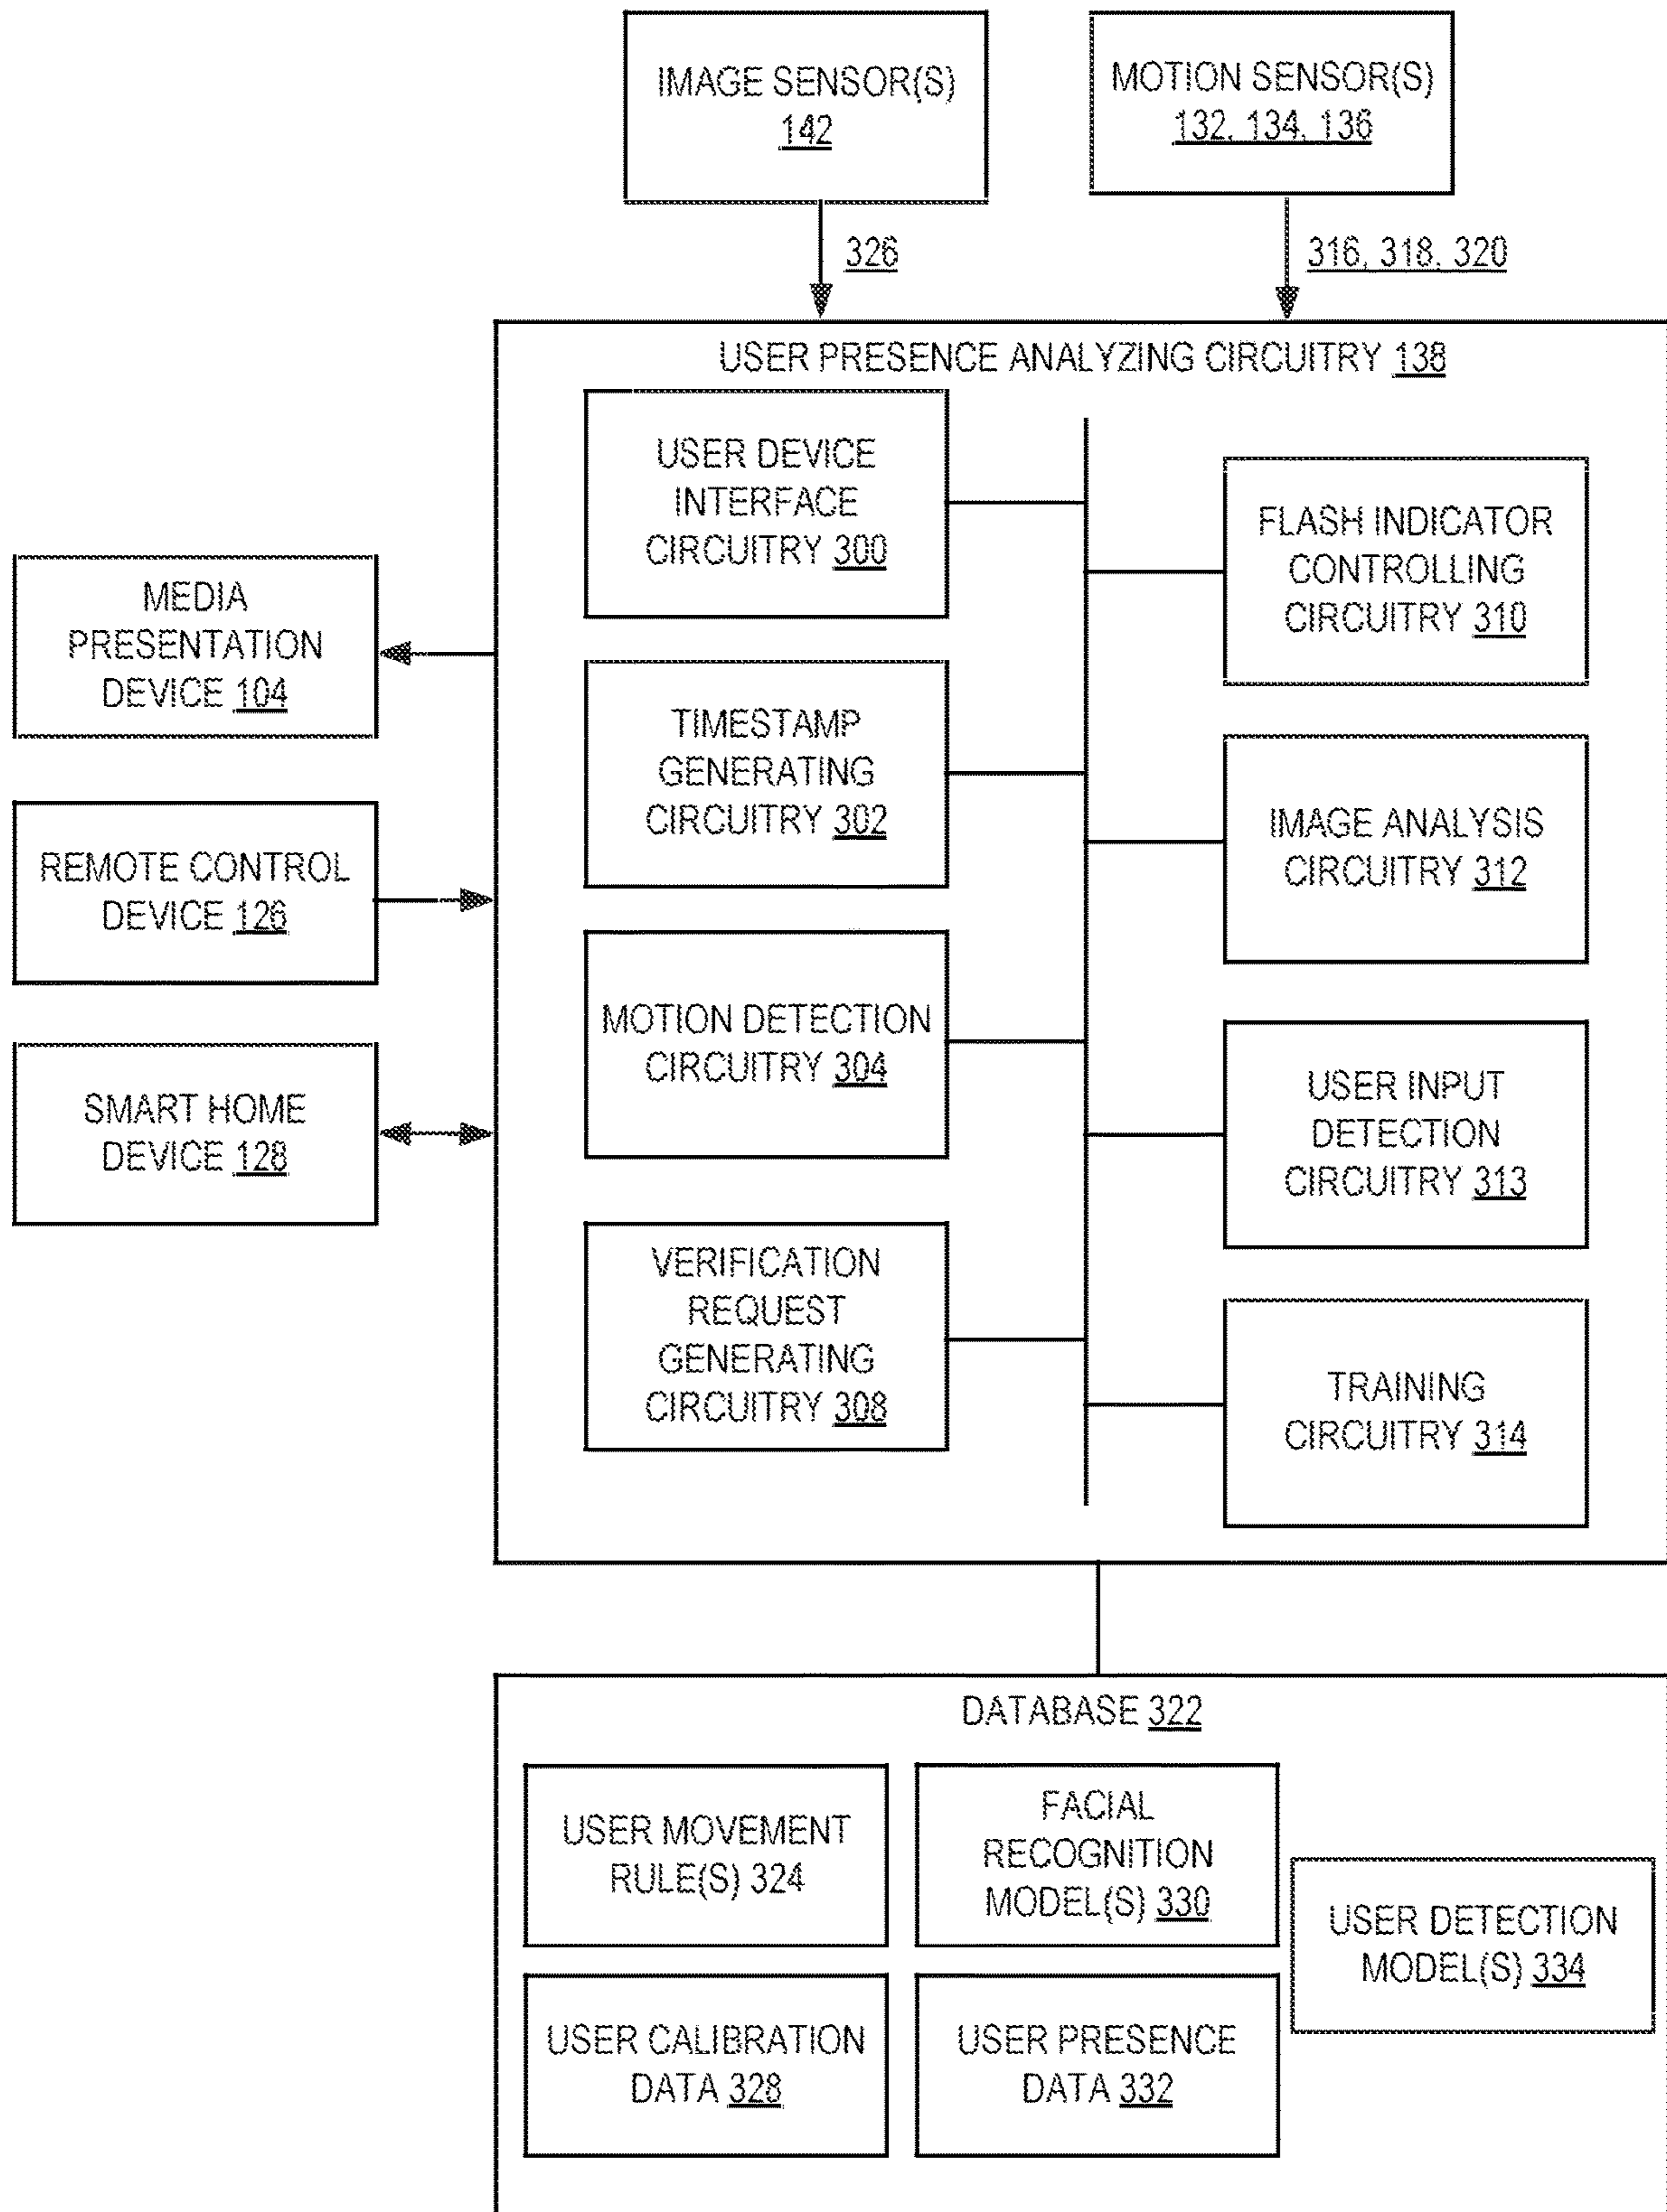 IMAGE SENSOR(S)
142
MOTION SENSOR(S)
132, 134, 136
326
316, 318, 320
USER PRESENCE ANALYZING CIRCUITRY 138
USER DEVICE
INTERFACE
CIRCUITRY 300
FLASH INDICATOR
CONTROLLING
CIRCUITRY 310
MEDIA
PRESENTATION
DEVICE 104
TIMESTAMP
GENERATING
CIRCUITRY 302
IMAGE ANALYSIS
CIRCUITRY 312
REMOTE CONTROL
DEVICE 126
MOTION DETECTION
CIRCUITRY 304
USER INPUT
DETECTION
CIRCUITRY 313
SMART HOME
DEVICE 128
VERIFICATION
REQUEST
GENERATING
CIRCUITRY 308
TRAINING
CIRCUITRY 314
DATABASE 322
USER MOVEMENT
RULE(S) 324
FACIAL
RECOGNITION
MODEL(S) 330
USER DETECTION
MODEL(S) 334
USER CALIBRATION
DATA 328
USER PRESENCE
DATA 332